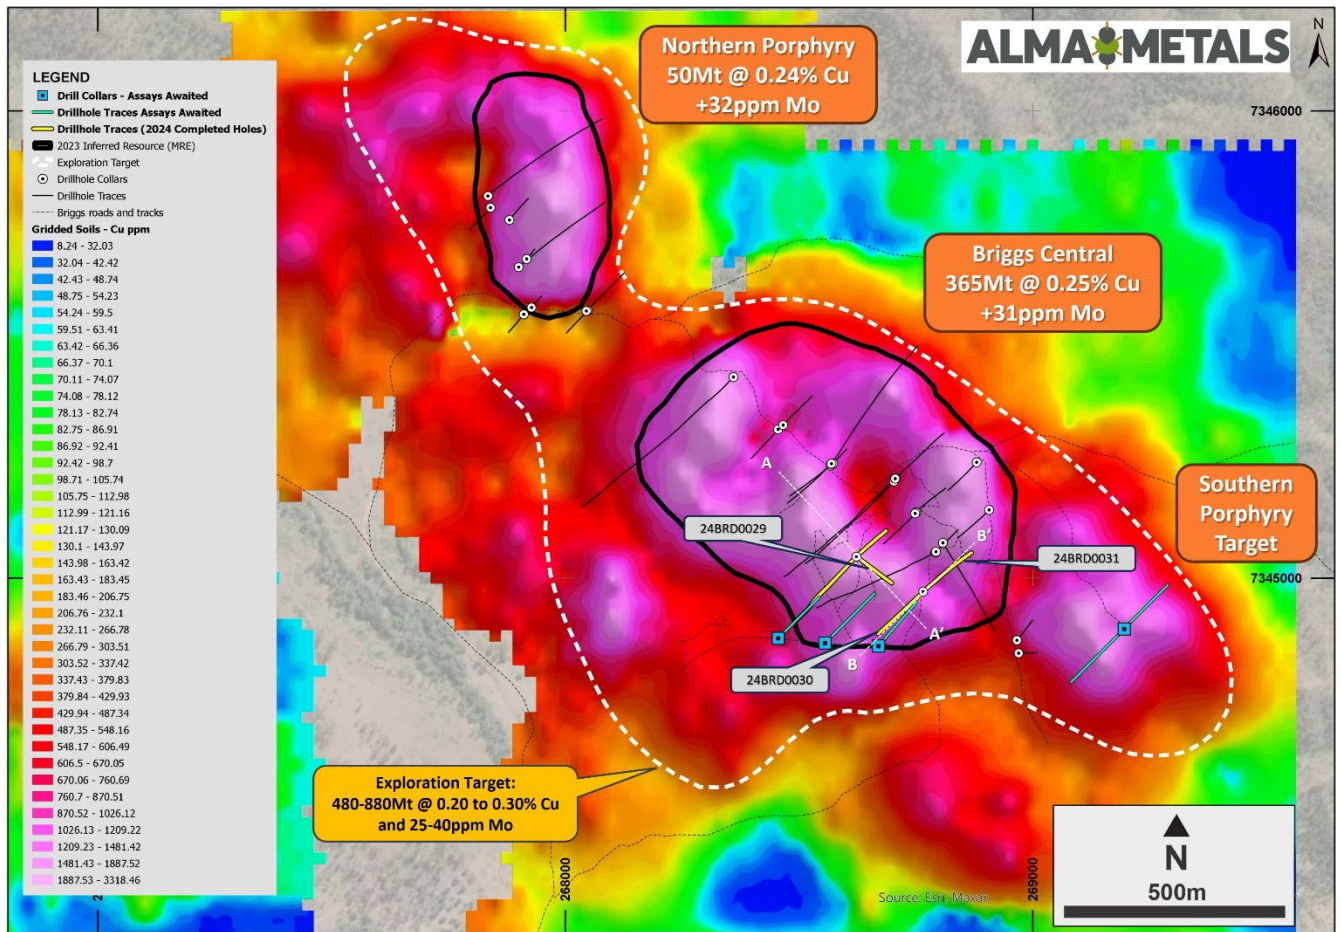 ALMA METALS
N
Northern Porphyry
50Mt @ 0.24% Cu
+32ppm Mo
LEGEND
Drill Collars - Assays Awaited
Drillhole Traces Assays Awaited
Drillhole Traces (2024 Completed Holes)
2023 Inferred Resource (MRE)
Exploration Target
Drillhole Collars
Drillhole Traces
Briggs roads and tracks
Gridded Soils - Cu ppm
8.24 - 32.03
32.04 - 42.42
42.43 - 48.74
48.75 - 54.23
54.24 - 59.5
59.51 - 63.41
63.42 - 66.36
66.37 - 70.1
70.11 - 74.07
74.08 - 78.12
78.13 - 82.74
82.75 - 86.91
86.92 - 92.41
92.42 - 98.7
98.71 - 105.74
105.75 - 112.98
112.99 - 121.16
121.17 - 130.09
130.1 - 143.97
143.98 - 163.42
163.43 - 183.45
183.46 - 206.75
206.76 - 232.1
232.11 - 266.78
266.79 - 303.51
303.52 - 337.42
337.43 - 379.83
379.84 - 429.93
429.94 - 487.34
487.35 - 548.16
548.17 - 606.49
606.5 - 670.05
670.06 - 760.69
760.7 - 870.51
870.52 - 1026.12
1026.13 - 1209.22
1209.23 - 1481.42
1481.43 - 1887.52
1887.53 - 3318.46
7346000
Briggs Central
365Mt @ 0.25% Cu
+31ppm Mo
Southern
Porphyry
Target
A
24BRD0029
B'
24BRD0031
7345000
A'
B
24BRD0030
Exploration Target:
480-880Mt @ 0.20 to 0.30% Cu
and 25-40ppm Mo
268000
269000
Source: Esri, Maxar,
N
500m